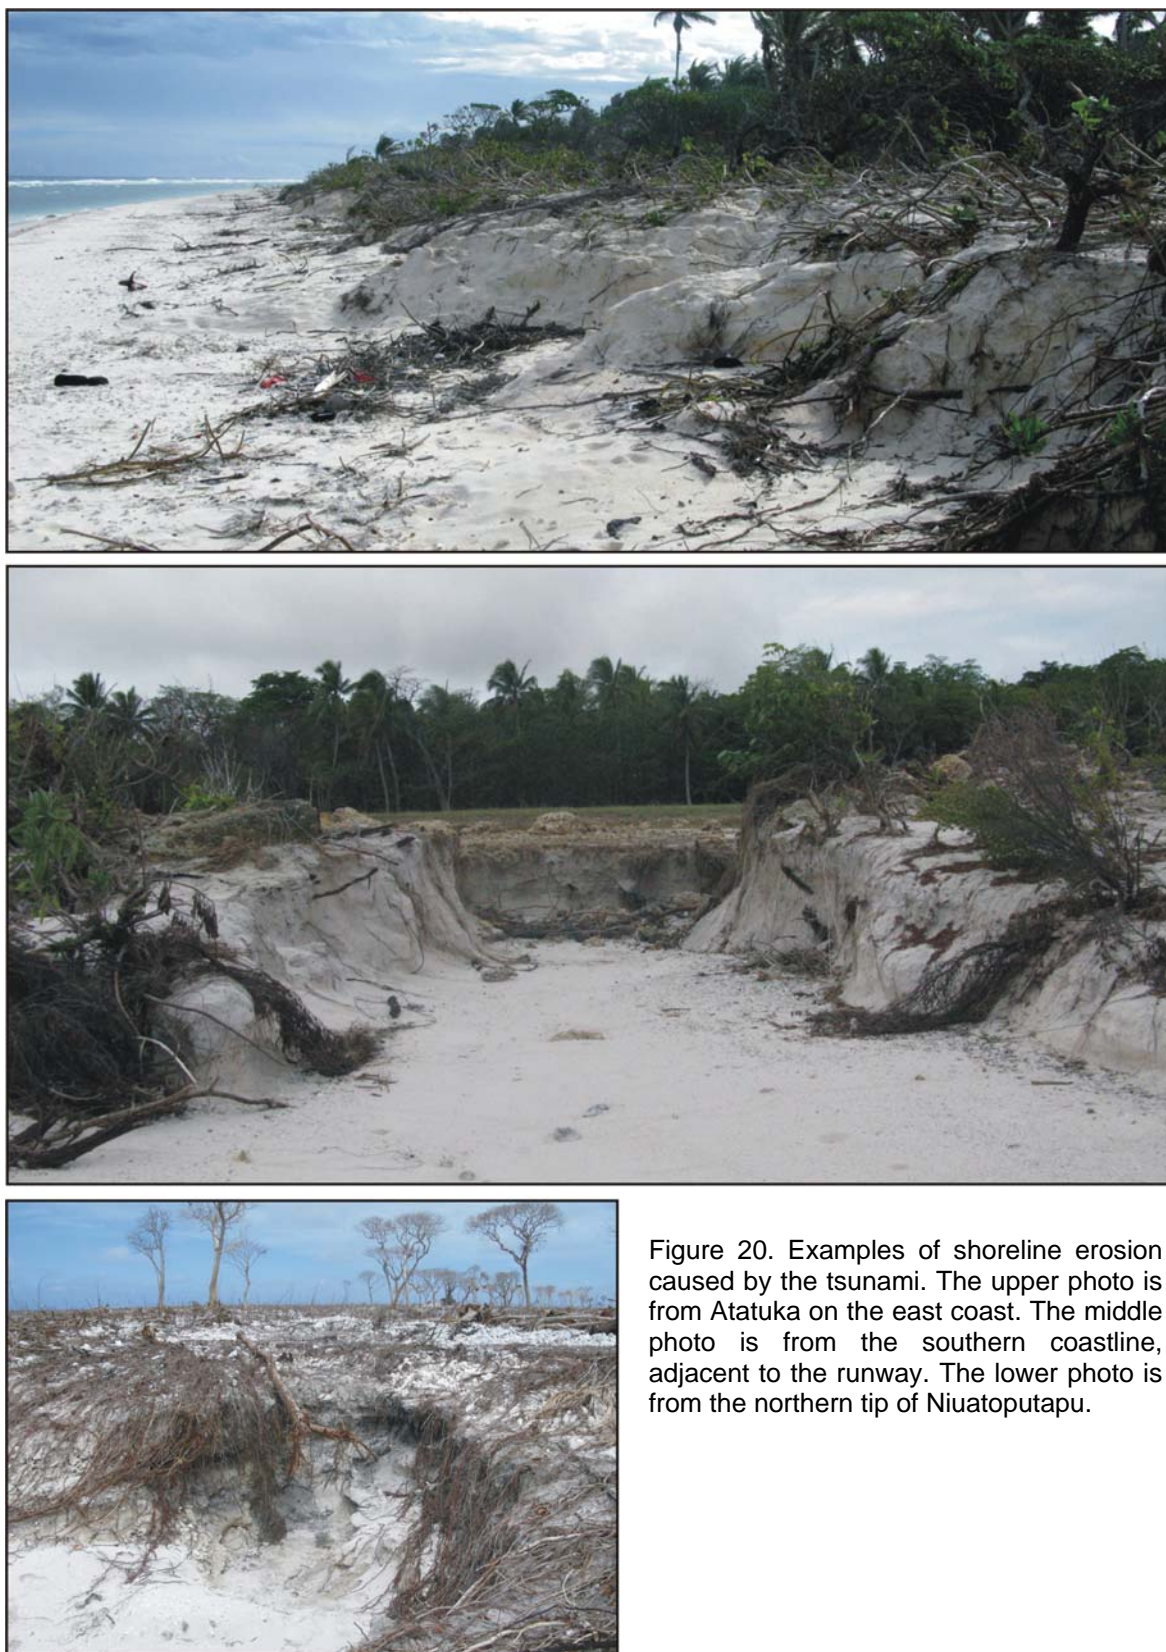 Figure 20. Examples of shoreline erosion
caused by the tsunami. The upper photo is
from Atatuka on the east coast. The middle
photo is from the southern coastline,
adjacent to the runway. The lower photo is
from the northern tip of Niuatoputapu.